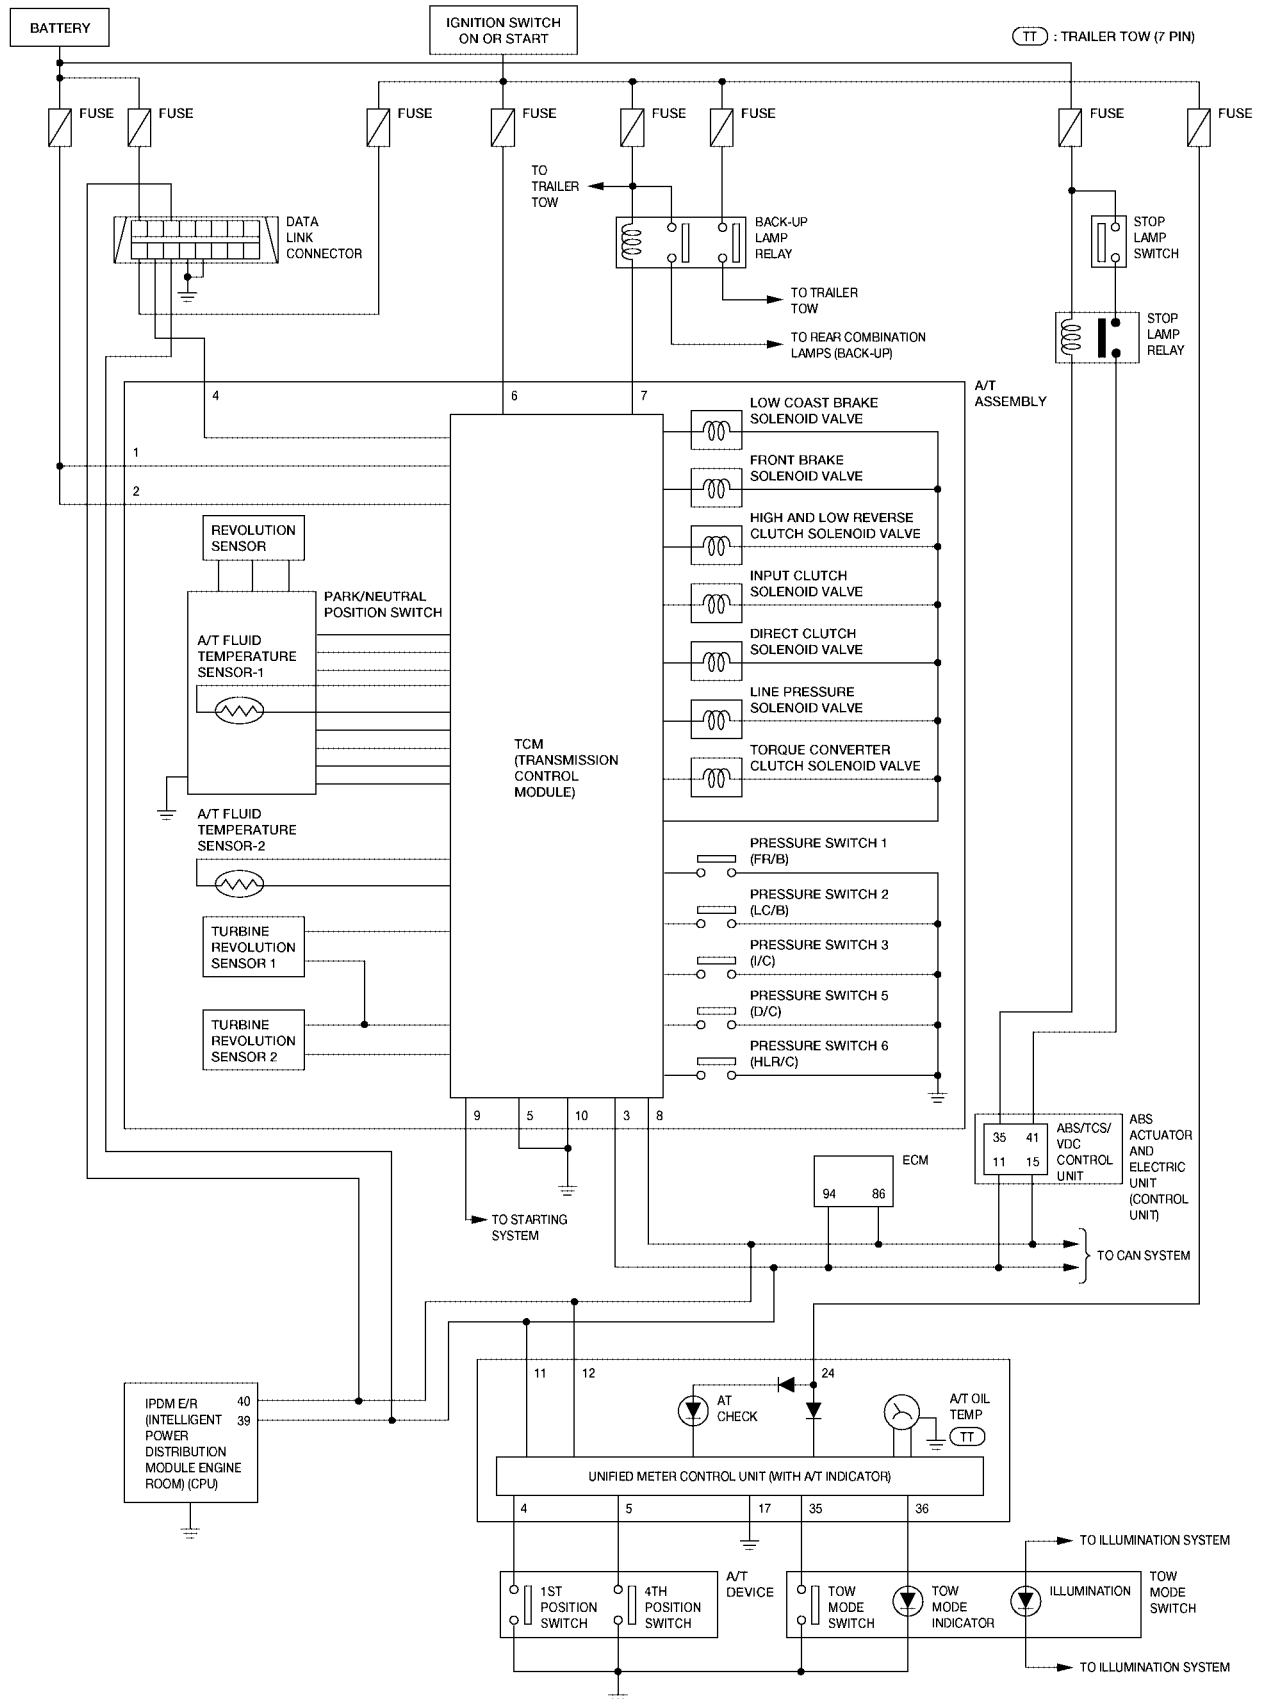 BATTERY
IGNITION SWITCH
ON OR START
TT : TRAILER TOW (7 PIN)
FUSE
FUSE
FUSE
FUSE
FUSE
FUSE
FUSE
FUSE
TO
TRAILER
TOW
DATA
LINK
CONNECTOR
BACK-UP
LAMP
RELAY
STOP
LAMP
SWITCH
TO TRAILER
TOW
TO REAR COMBINATION
LAMPS (BACK-UP)
STOP
LAMP
RELAY
A/T
ASSEMBLY
4
6
7
1
2
LOW COAST BRAKE
SOLENOID VALVE
FRONT BRAKE
SOLENOID VALVE
HIGH AND LOW REVERSE
CLUTCH SOLENOID VALVE
INPUT CLUTCH
SOLENOID VALVE
DIRECT CLUTCH
SOLENOID VALVE
LINE PRESSURE
SOLENOID VALVE
TORQUE CONVERTER
CLUTCH SOLENOID VALVE
REVOLUTION
SENSOR
PARK/NEUTRAL
POSITION SWITCH
A/T FLUID
TEMPERATURE
SENSOR-1
TCM
(TRANSMISSION
CONTROL
MODULE)
A/T FLUID
TEMPERATURE
SENSOR-2
TURBINE
REVOLUTION
SENSOR 1
TURBINE
REVOLUTION
SENSOR 2
PRESSURE SWITCH 1
(FR/B)
PRESSURE SWITCH 2
(LC/B)
PRESSURE SWITCH 3
(I/C)
PRESSURE SWITCH 5
(D/C)
PRESSURE SWITCH 6
(HLR/C)
9
5
10
3
8
35 41
11 15
ABS/TCS/
VDC
CONTROL
UNIT
ABS
ACTUATOR
AND
ELECTRIC
UNIT
(CONTROL
UNIT)
ECM
94 86
TO STARTING
SYSTEM
TO CAN SYSTEM
11
12
24
IPDM E/R
(INTELLIGENT
POWER
DISTRIBUTION
MODULE ENGINE
ROOM) (CPU)
40
39
AT
CHECK
A/T OIL
TEMP
TT
UNIFIED METER CONTROL UNIT (WITH A/T INDICATOR)
4
5
17
35
36
TO ILLUMINATION SYSTEM
A/T
DEVICE
1ST
POSITION
SWITCH
4TH
POSITION
SWITCH
TOW
MODE
SWITCH
TOW
MODE
INDICATOR
ILLUMINATION
TOW
MODE
SWITCH
TO ILLUMINATION SYSTEM